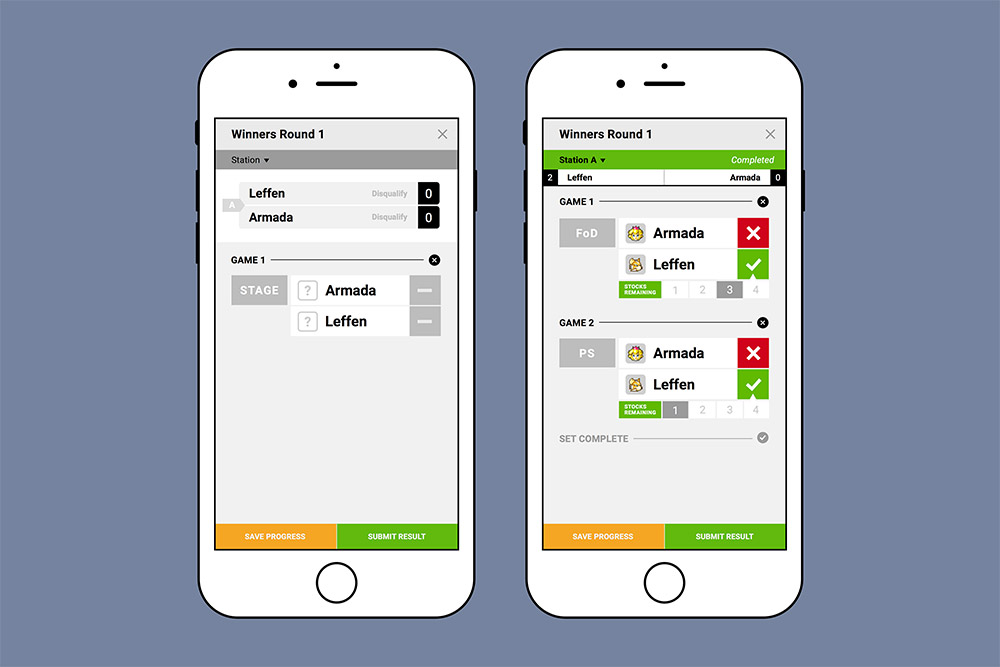 Winners Round 1
Station
Leffen Disqualify 0
A
Armada Disqualify 0
GAME 1
STAGE ? Armada
? Leffen
SAVE PROGRESS SUBMIT RESULT
Winners Round 1
Station A Completed
2 Leffen Armada 0
GAME 1
FoD Armada
Leffen
STOCKS REMAINING 1 2 3 4
GAME 2
PS Armada
Leffen
STOCKS REMAINING 1 2 3 4
SET COMPLETE
SAVE PROGRESS SUBMIT RESULT